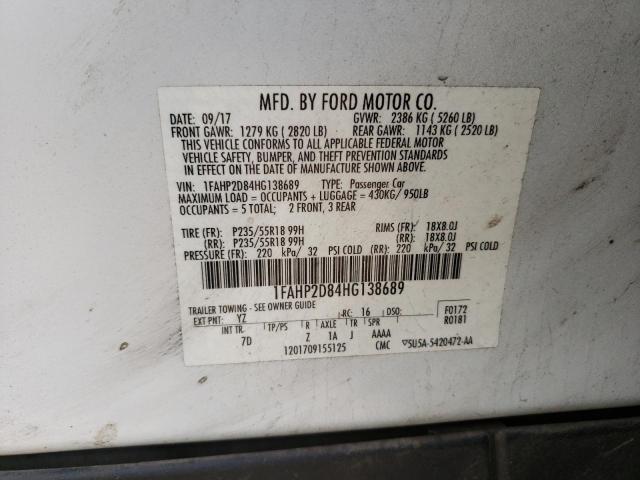 MFD. BY FORD MOTOR CO.
DATE: 09/17 GVWR: 2386 KG ( 5260 LB)
FRONT GAWR: 1279 KG ( 2820 LB) REAR GAWR: 1143 KG ( 2520 LB)
THIS VEHICLE CONFORMS TO ALL APPLICABLE FEDERAL MOTOR
VEHICLE SAFETY, BUMPER, AND THEFT PREVENTION STANDARDS
IN EFFECT ON THE DATE OF MANUFACTURE SHOWN ABOVE.
VIN: 1FAHP2D84HG138689 TYPE: Passenger Car
MAXIMUM LOAD = OCCUPANTS + LUGGAGE = 430KG/ 950LB
OCCUPANTS = 5 TOTAL; 2 FRONT, 3 REAR
TIRE (FR): P235/55R18 99H RIMS (FR): 18X8.0J
(RR): P235/55R18 99H (RR): 18X8.0J
PRESSURE (FR): 220 kPa/ 32 PSI COLD (RR): 220 kPa/ 32 PSI COLD
1FAHP2D84HG138689
TRAILER TOWING - SEE OWNER GUIDE
EXT PNT: YZ RC: 16 DSO: F0172
R0181
INT TR TP/PS R AXLE TR SPR
7D Z 1A J AAAA
1201709155125 CMC ▽SU5A-5420472-AA